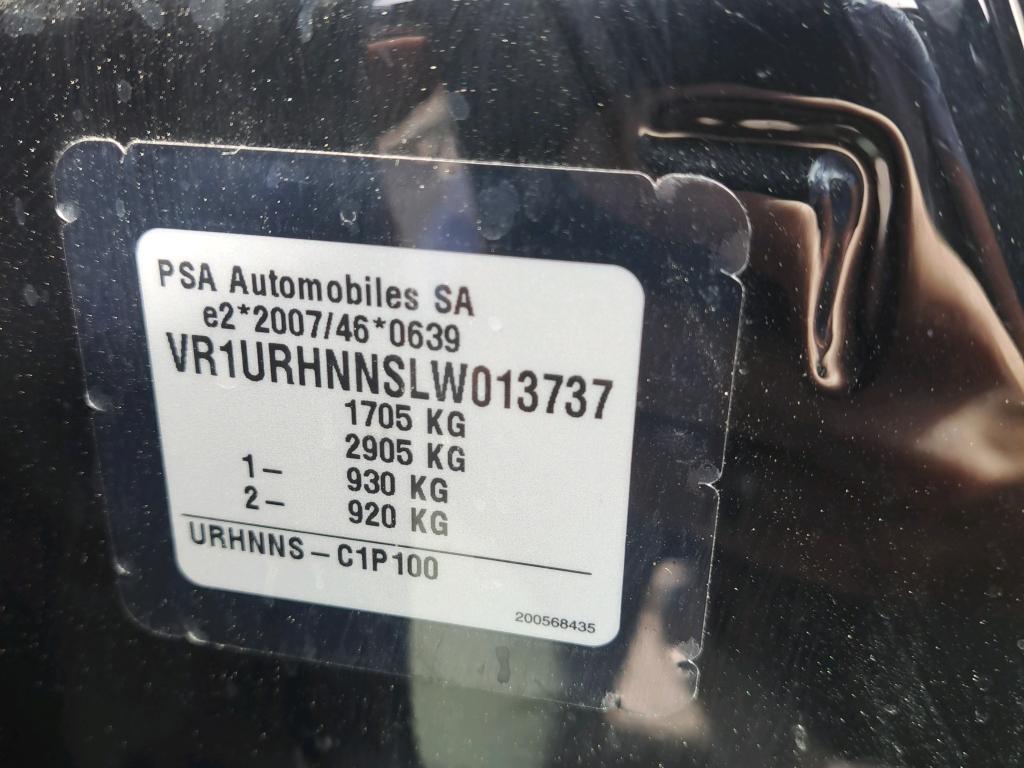 PSA Automobiles SA
e2*2007/46*0639
VR1URHNNSLW013737
1705 KG
2905 KG
1– 930 KG
2– 920 KG
URHNNS–C1P100
200568435